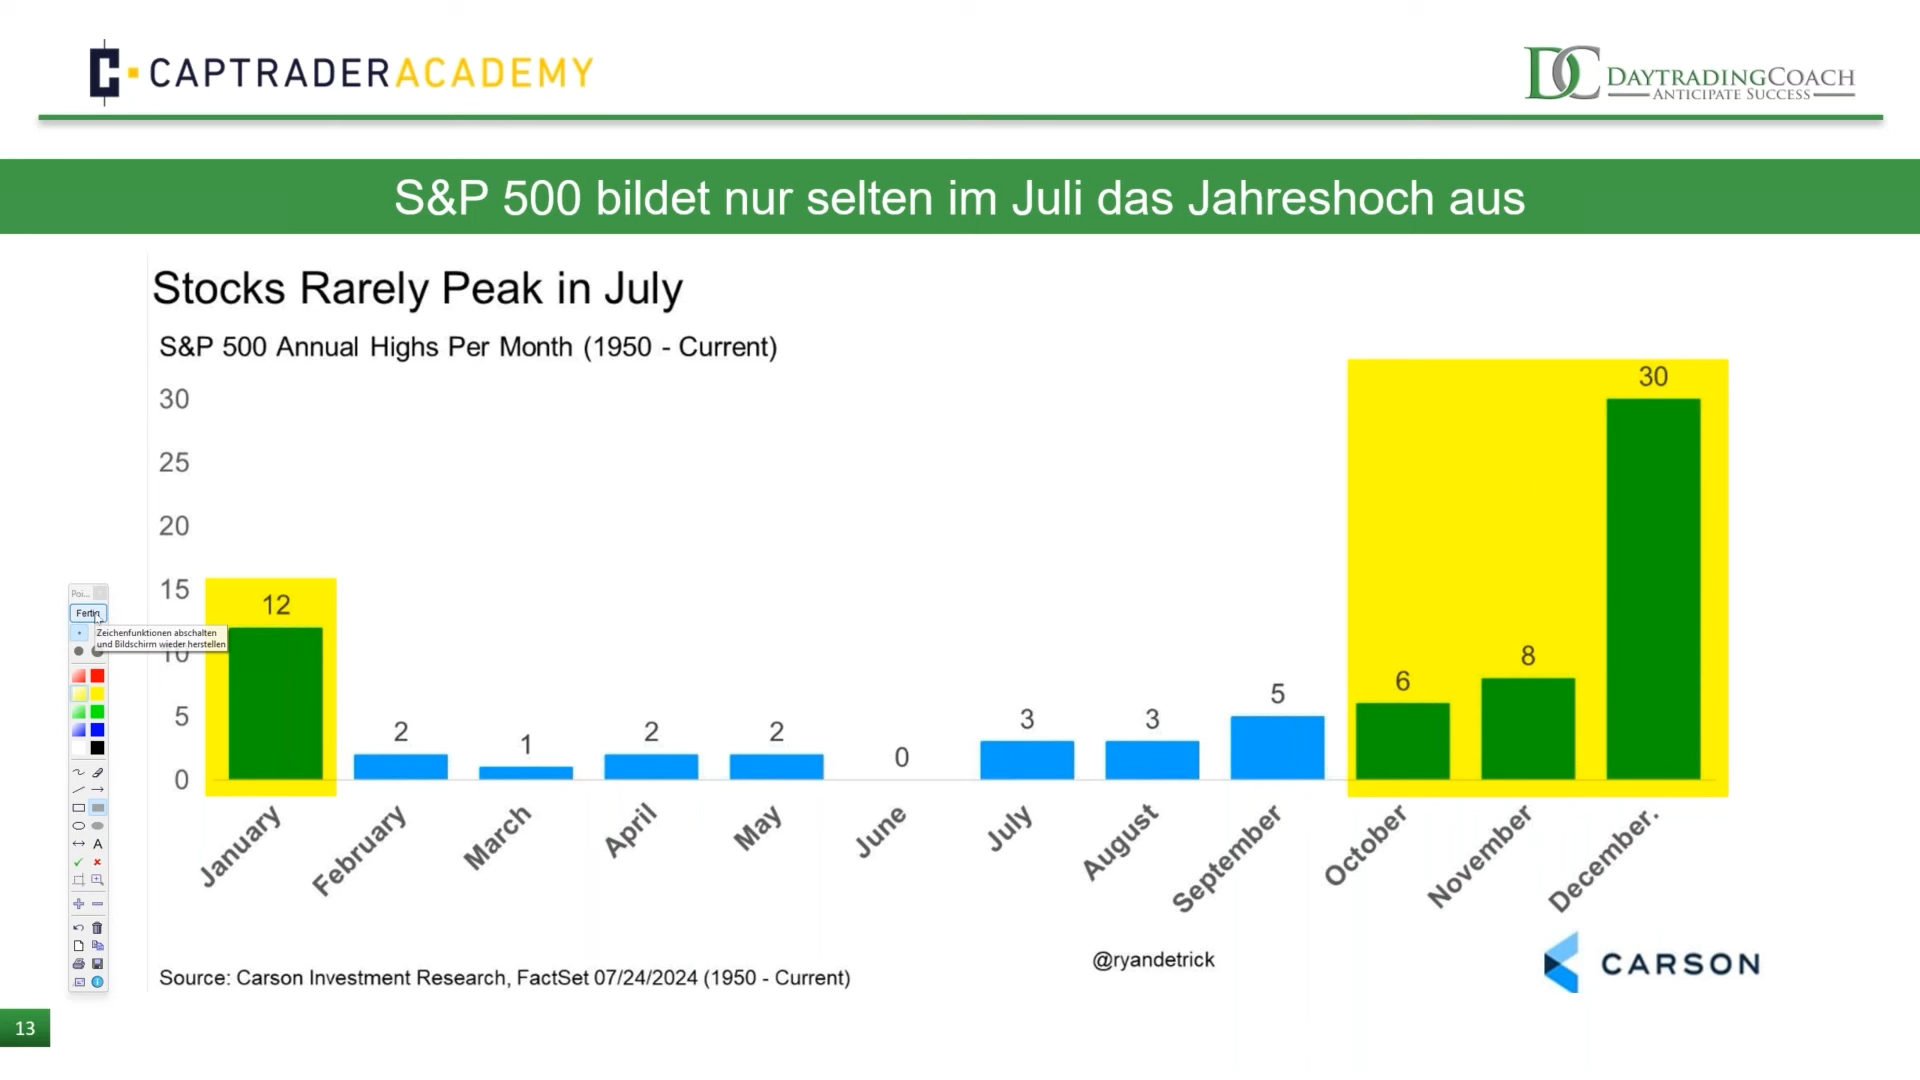 CAPTRADERACADEMY
DC DAYTRADINGCOACH
ANTICIPATE SUCCESS
S&P 500 bildet nur selten im Juli das Jahreshoch aus
Stocks Rarely Peak in July
S&P 500 Annual Highs Per Month (1950 - Current)
30
25
20
15
10
5
0
12
2
1
2
2
0
3
3
5
6
8
30
January
February
March
April
May
June
July
August
September
October
November
December.
Poi...
Fertig
Zeichenfunktionen abschalten
und Bildschirm wieder herstellen
A
@ryandetrick
CARSON
Source: Carson Investment Research, FactSet 07/24/2024 (1950 - Current)
13